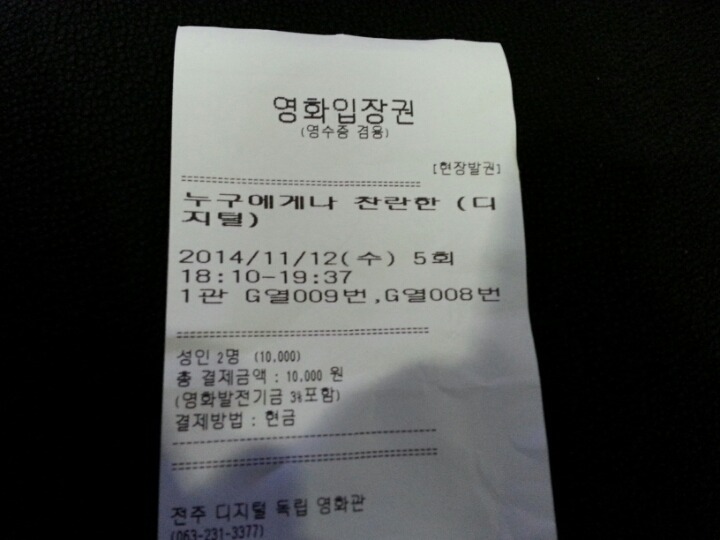 영화입장권
(영수증 겸용)
[현장발권]
누구에게나 찬란한 (디
지털)
2014/11/12(수) 5회
18:10-19:37
1관 G열009번,G열008번
성인 2명 (10.000)
총 결제금액 : 10.000 원
(영화발전기금 3%포함)
결제방법 : 현금
전주 디지털 독립 영화관
(063-231-3377)